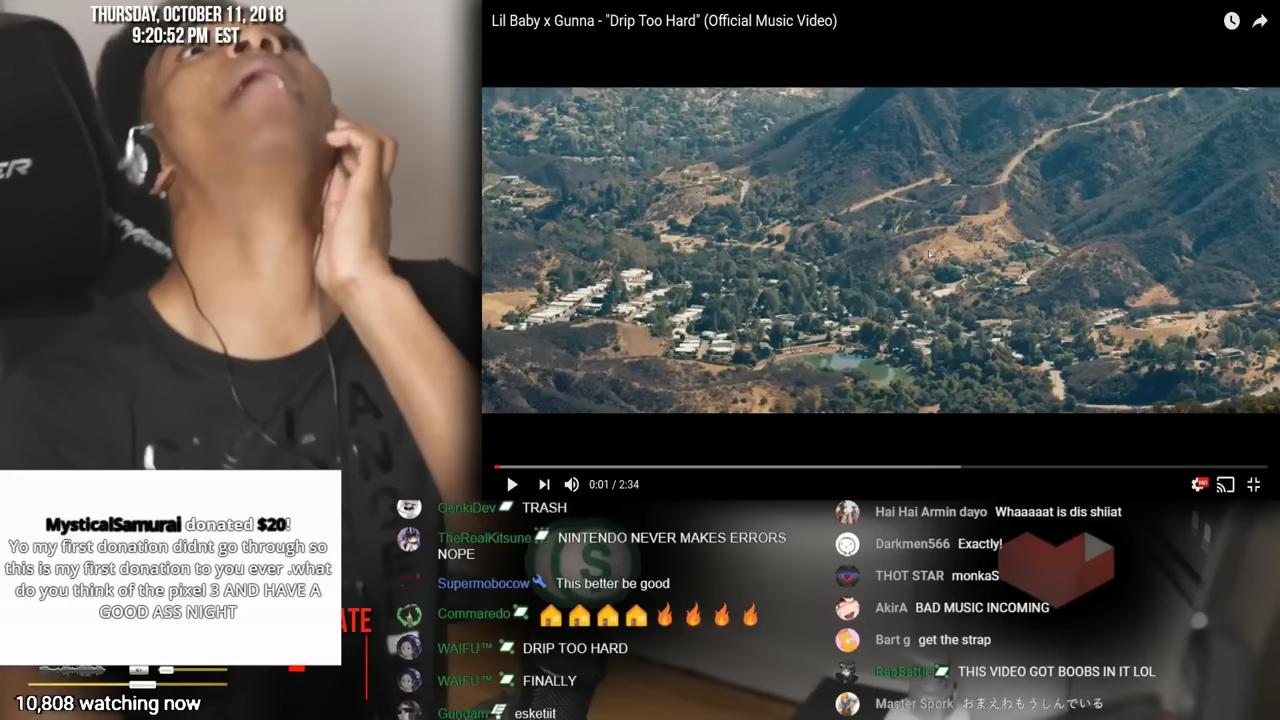 THURSDAY, OCTOBER 11, 2018
9:20:52 PM EST
Lil Baby x Gunna - "Drip Too Hard" (Official Music Video)
0:01 / 2:34
HD
MysticalSamurai donated $20!
Yo my first donation didnt go through so
this is my first donation to you ever .what
do you think of the pixel 3 AND HAVE A
GOOD ASS NIGHT
ATE
10,808 watching now
GenkiDev TRASH
TheRealKitsune NINTENDO NEVER MAKES ERRORS
NOPE
Supermobocow This better be good
Commaredo
WAIFU™ DRIP TOO HARD
WAIFU™ FINALLY
Gundam esketiit
Hai Hai Armin dayo Whaaaaat is dis shiiat
Darkmen566 Exactly!
THOT STAR monkaS
AkirA BAD MUSIC INCOMING
Bart g get the strap
RapBattle THIS VIDEO GOT BOOBS IN IT LOL
Master Spork おまえわもうしんでいる